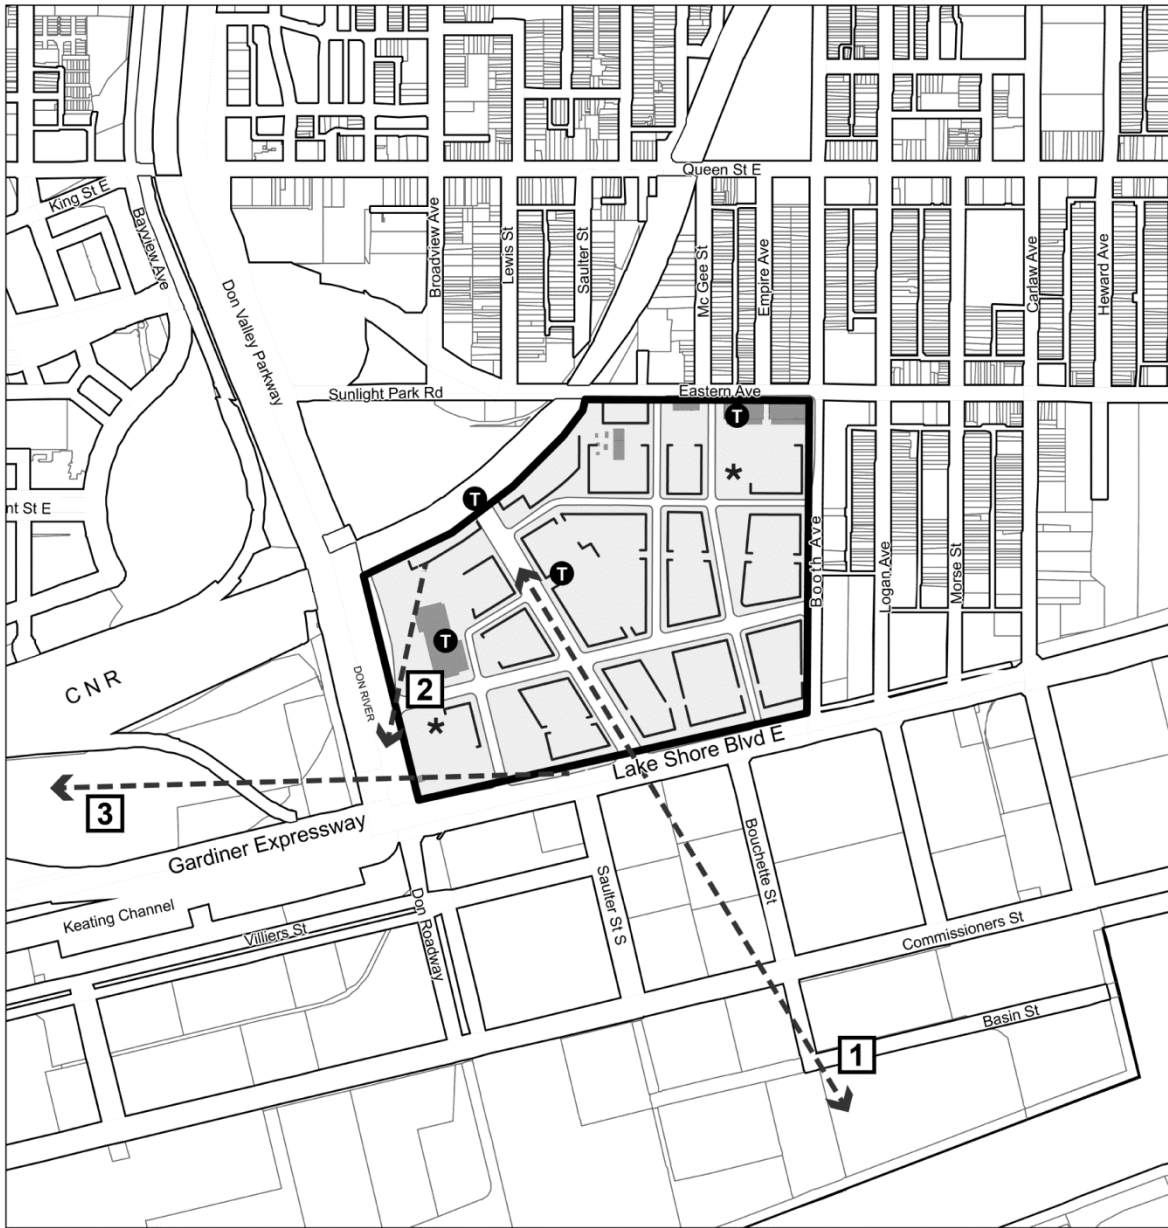 Queen St E
King St E
Bayview Ave
Broadview Ave
Lewis St
Saulter St
Mc Gee St
Empire Ave
Carlaw Ave
Heward Ave
Don Valley Parkway
Sunlight Park Rd
Eastern Ave
T
*
T
nt St E
T
Booth Ave
Logan Ave
Morse St
T
CNR
DON RIVER
2
*
Lake Shore Blvd E
3
Gardiner Expressway
Bouchette St
Saulter St S
Don Roadway
Keating Channel
Villiers St
Commissioners St
Basin St
1